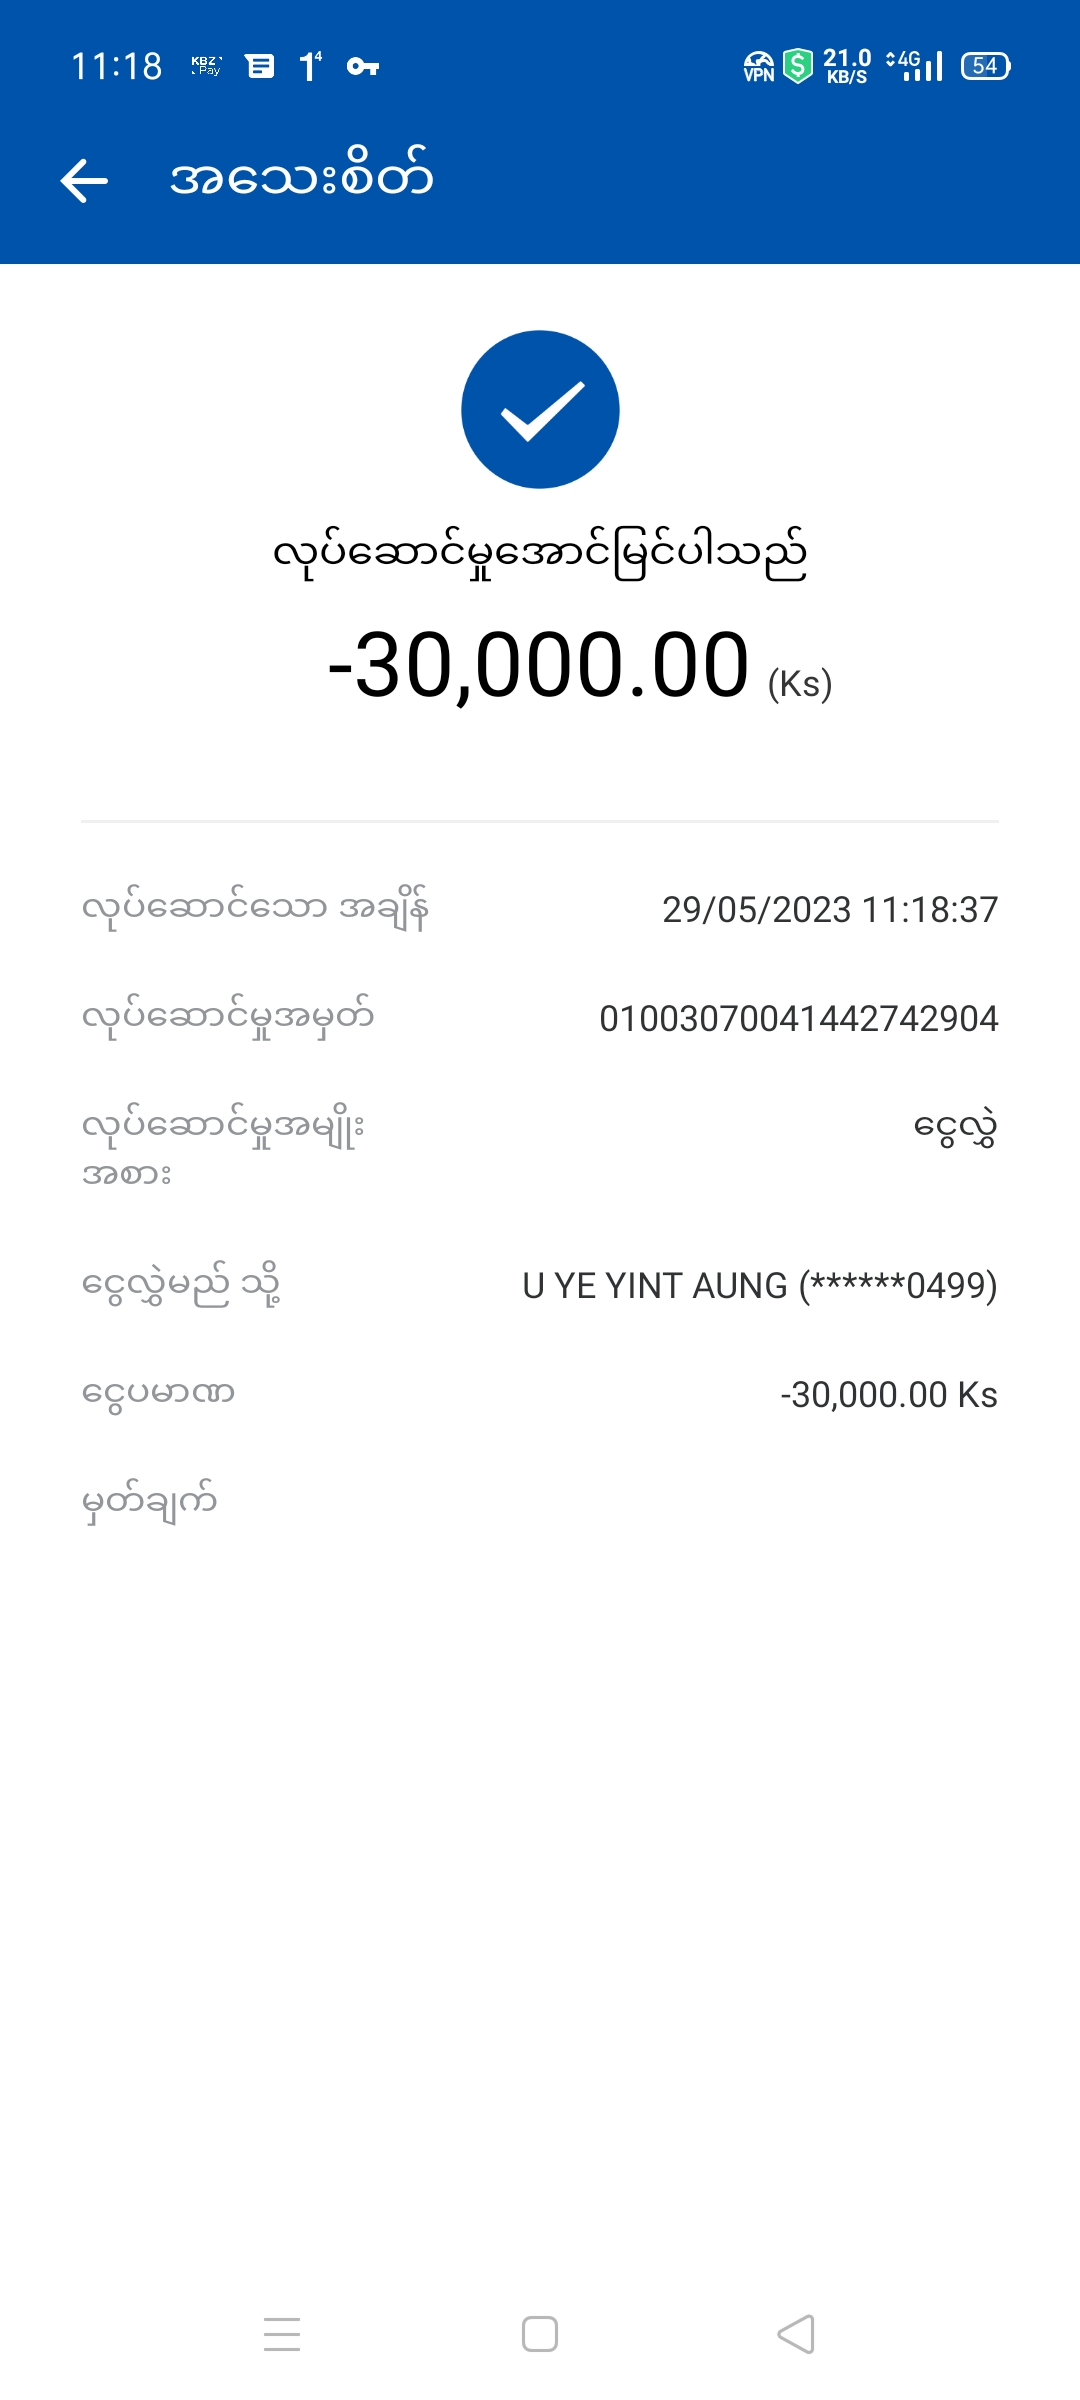 11:18 KBZ Pay 1 4 VPN $ 21.0 KB/S 4G 54
အသေးစိတ်
လုပ်ဆောင်မှုအောင်မြင်ပါသည်
-30,000.00 (Ks)
လုပ်ဆောင်သော အချိန် 29/05/2023 11:18:37
လုပ်ဆောင်မှုအမှတ် 01003070041442742904
လုပ်ဆောင်မှုအမျိုး ငွေလွှဲ
အစား
ငွေလွှဲမည် သို့ U YE YINT AUNG (******0499)
ငွေပမာဏ -30,000.00 Ks
မှတ်ချက်